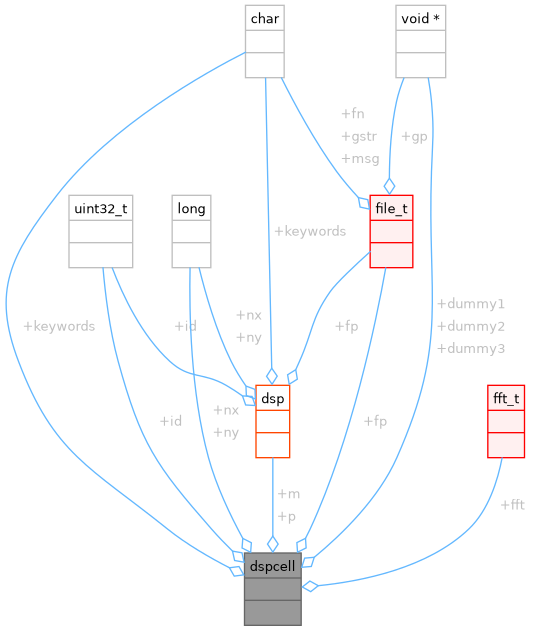 char
void *
+fn
+gstr
+msg
+gp
uint32_t
long
file_t
+keywords
+dummy1
+dummy2
+dummy3
+nx
+ny
+keywords
+id
+fp
dsp
fft_t
+nx
+ny
+id
+fp
+m
+p
+fft
dspcell